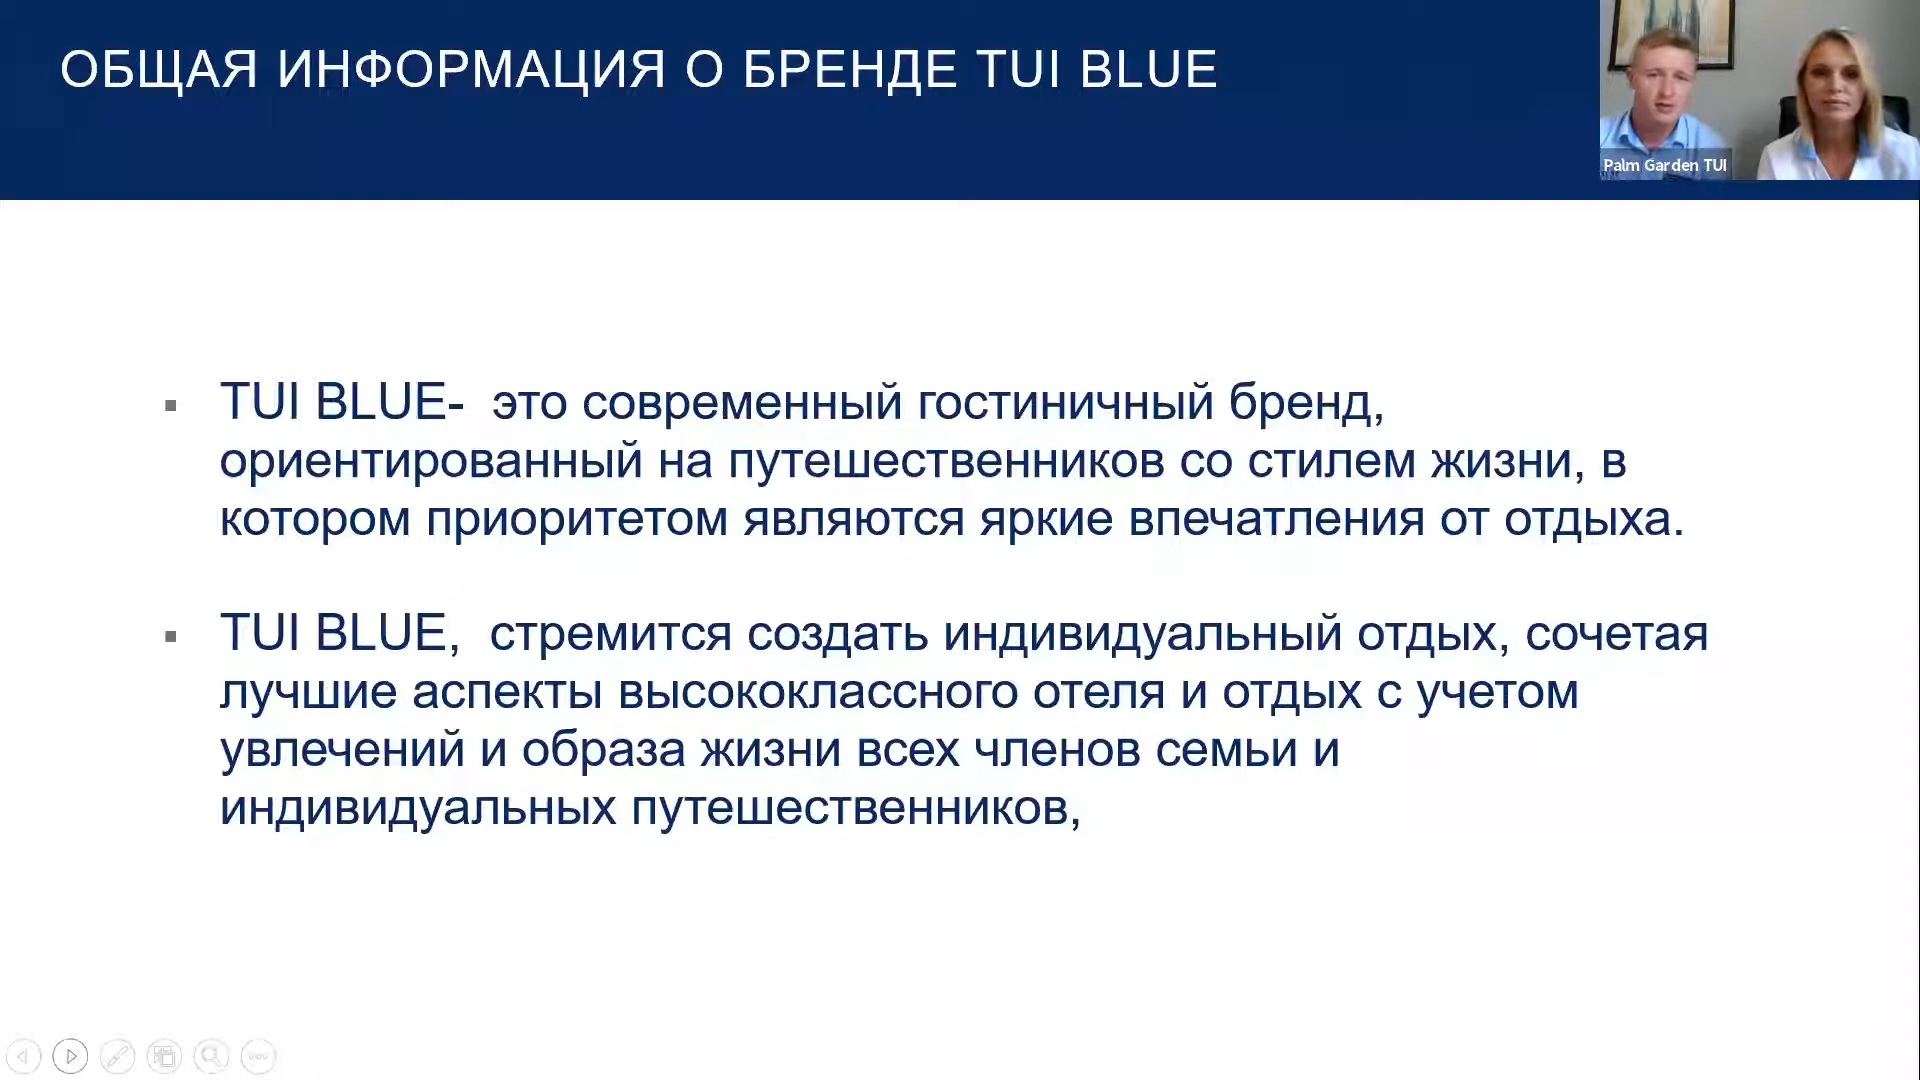 ОБЩАЯ ИНФОРМАЦИЯ О БРЕНДЕ TUI BLUE
Palm Garden TUI
TUI BLUE- это современный гостиничный бренд,
ориентированный на путешественников со стилем жизни, в
котором приоритетом являются яркие впечатления от отдыха.
TUI BLUE, стремится создать индивидуальный отдых, сочетая
лучшие аспекты высококлассного отеля и отдых с учетом
увлечений и образа жизни всех членов семьи и
индивидуальных путешественников,